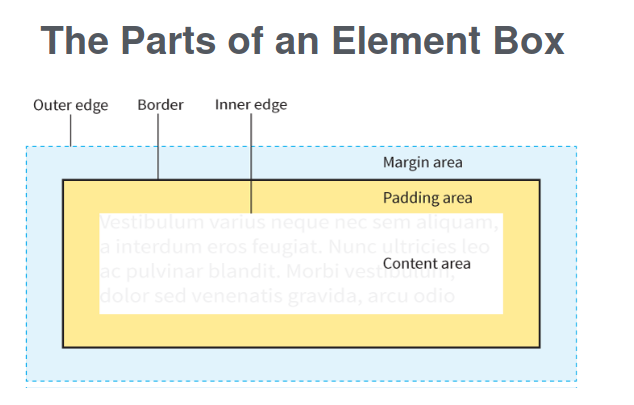 The Parts of an Element Box
Outer edge Border Inner edge
Margin area
Padding area
Vestibulum varius neque nec sem aliquam,
a interdum eros feugiat. Nunc ultricies leo
ac pulvinar blandit. Morbi vestibulum,
Content area
dolor sed venenatis gravida, arcu odio